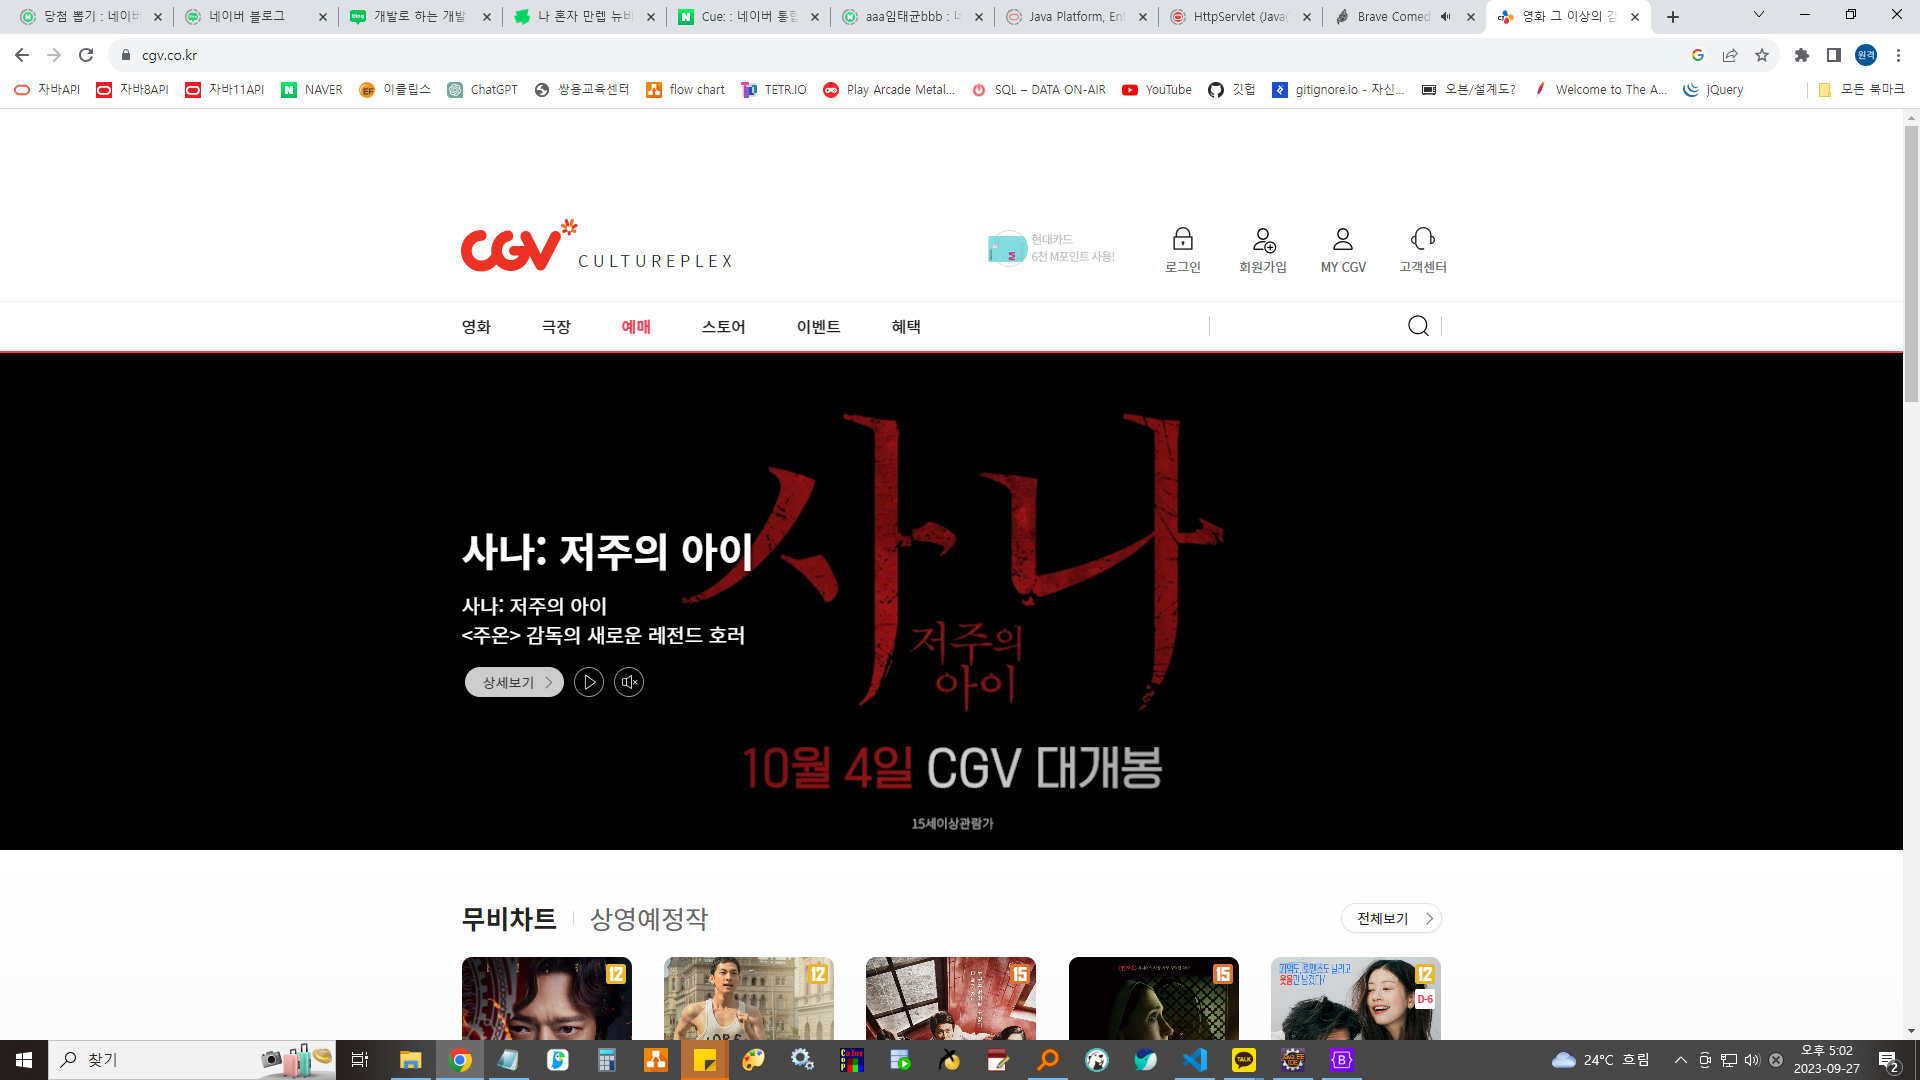 당첨 뽑기 : 네이버
네이버 블로그
개발로 하는 개발
나 혼자 만렙 뉴비
Cue: : 네이버 통합
aaa임태균bbb : 네
Java Platform, Ent
HttpServlet (Java
Brave Comed
영화 그 이상의 감
cgv.co.kr
원격
자바API
자바8API
자바11API
NAVER
이클립스
ChatGPT
쌍용교육센터
flow chart
TETR.IO
Play Arcade Metal...
SQL – DATA ON-AIR
YouTube
깃헙
gitignore.io - 자신...
오븐/설계도?
Welcome to The A...
jQuery
모든 북마크
CGV
CULTUREPLEX
현대카드
6천 M포인트 사용!
로그인
회원가입
MY CGV
고객센터
영화
극장
예매
스토어
이벤트
혜택
사나
저주의
아이
사나: 저주의 아이
사나: 저주의 아이
<주온> 감독의 새로운 레전드 호러
상세보기
10월 4일 CGV 대개봉
15세이상관람가
무비차트
상영예정작
전체보기
12
12
15
15
12
D-6
찾기
24°C 흐림
오후 5:02
2023-09-27
2